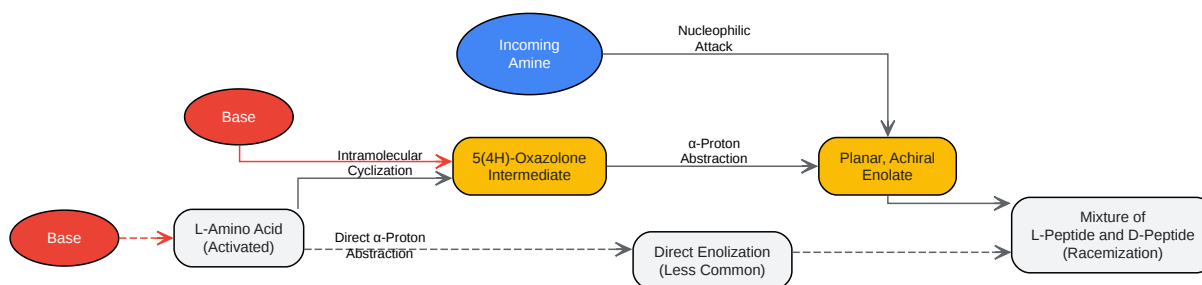 Incoming
Amine
Nucleophilic
Attack
Base
Intramolecular
Cyclization
5(4H)-Oxazolone
Intermediate
α-Proton
Abstraction
Planar, Achiral
Enolate
Base
L-Amino Acid
(Activated)
Direct α-Proton
Abstraction
Direct Enolization
(Less Common)
Mixture of
L-Peptide and D-Peptide
(Racemization)